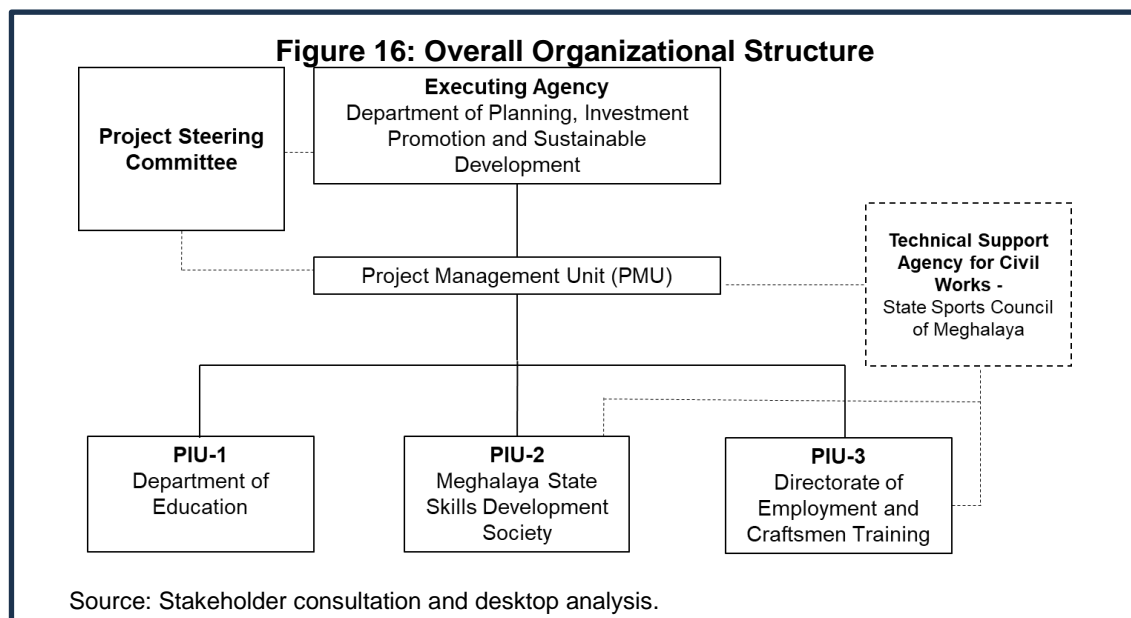 Figure 16: Overall Organizational Structure
Executing Agency
Department of Planning, Investment
Promotion and Sustainable
Development
Project Steering
Committee
Technical Support
Agency for Civil
Works -
State Sports Council
of Meghalaya
Project Management Unit (PMU)
PIU-1
Department of
Education
PIU-2
Meghalaya State
Skills Development
Society
PIU-3
Directorate of
Employment and
Craftsmen Training
Source: Stakeholder consultation and desktop analysis.